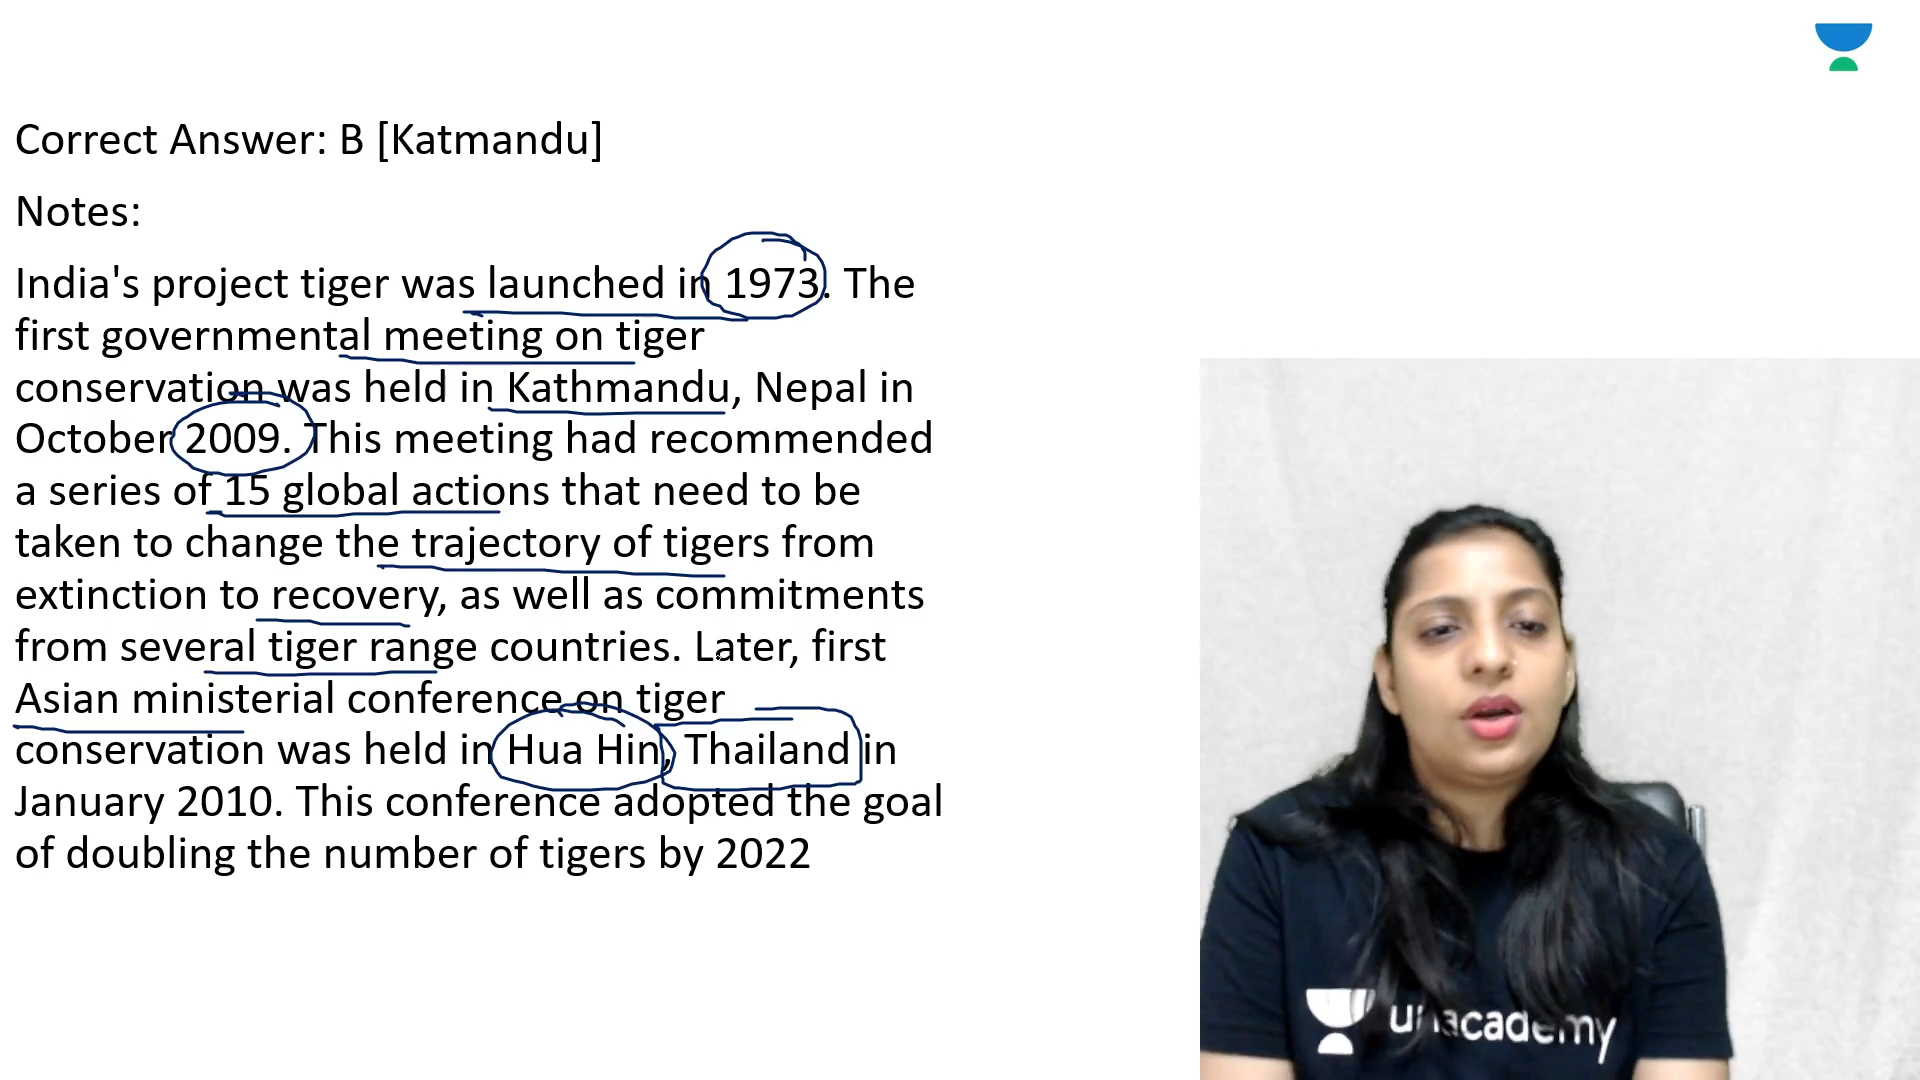 Correct Answer: B [Katmandu]
Notes:
India's project tiger was launched in 1973. The
first governmental meeting on tiger
conservation was held in Kathmandu, Nepal in
October 2009. This meeting had recommended
a series of 15 global actions that need to be
taken to change the trajectory of tigers from
extinction to recovery, as well as commitments
from several tiger range countries. Later, first
Asian ministerial conference on tiger
conservation was held in Hua Hin, Thailand in
January 2010. This conference adopted the goal
of doubling the number of tigers by 2022
unacademy